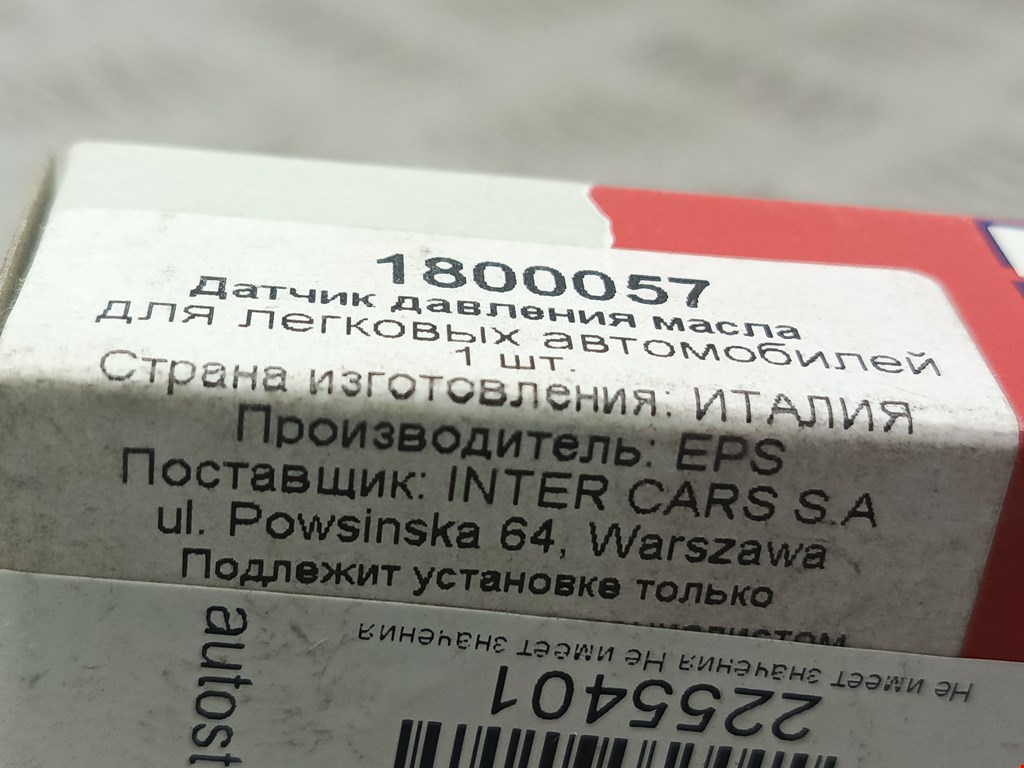 1800057
Датчик давления масла
для легковых автомобилей
1 шт.
Страна изготовления: ИТАЛИЯ
Производитель: EPS
Поставщик: INTER CARS S.A
ul. Powsinska 64, Warszawa
Подлежит установке только
Не имеет значения Не имеет значения
2255401
autost